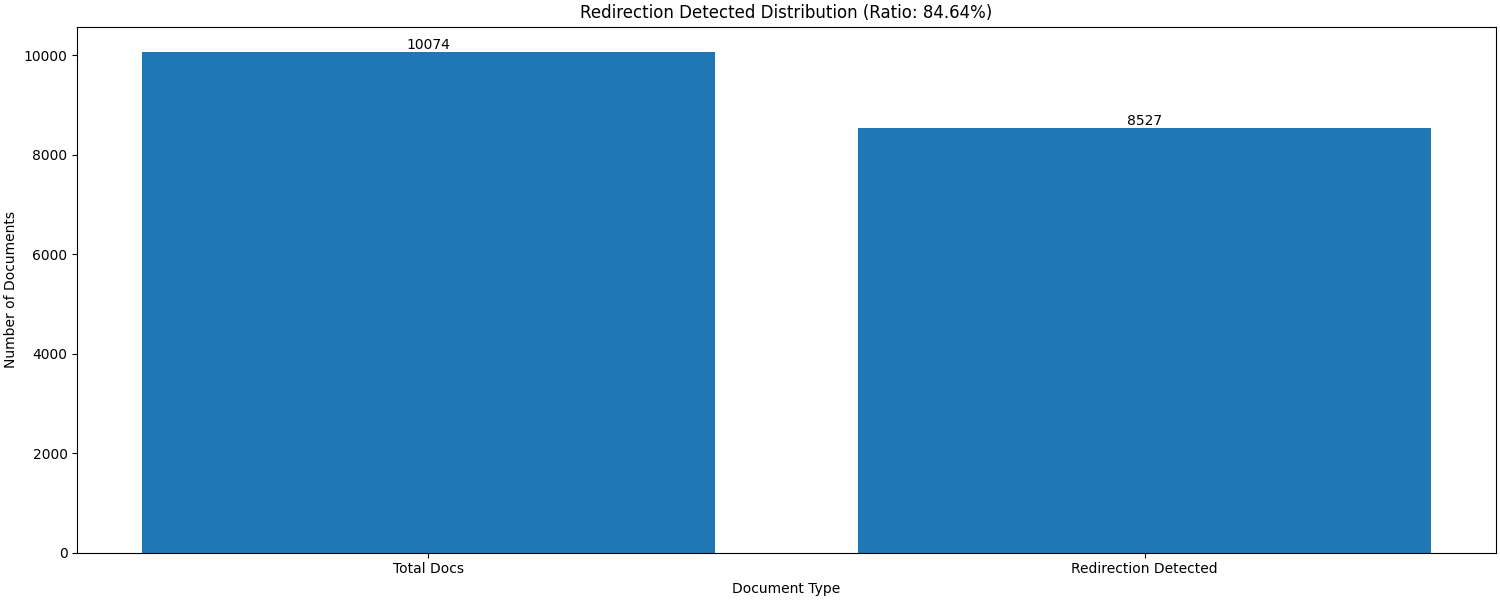 Redirection Detected Distribution (Ratio: 84.64%)
10074
8527
10000
8000
6000
4000
2000
0
Number of Documents
Total Docs
Redirection Detected
Document Type